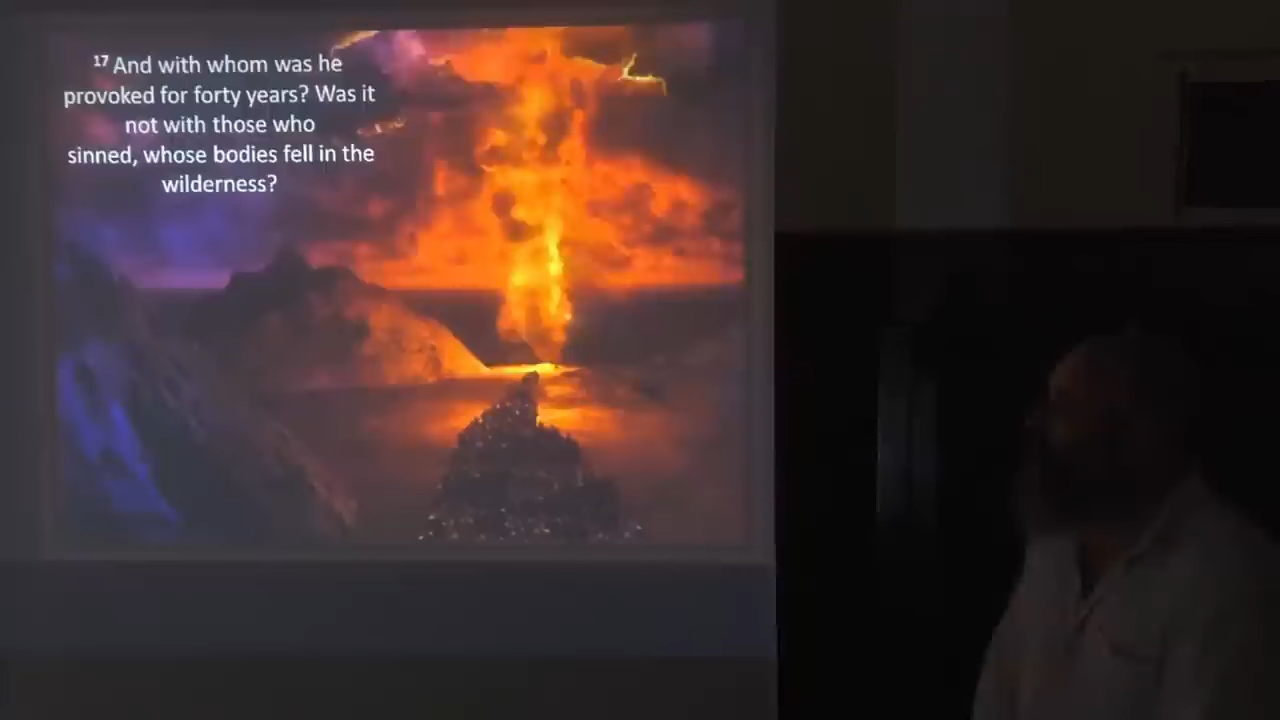 17 And with whom was he
provoked for forty years? Was it
not with those who
sinned, whose bodies fell in the
wilderness?